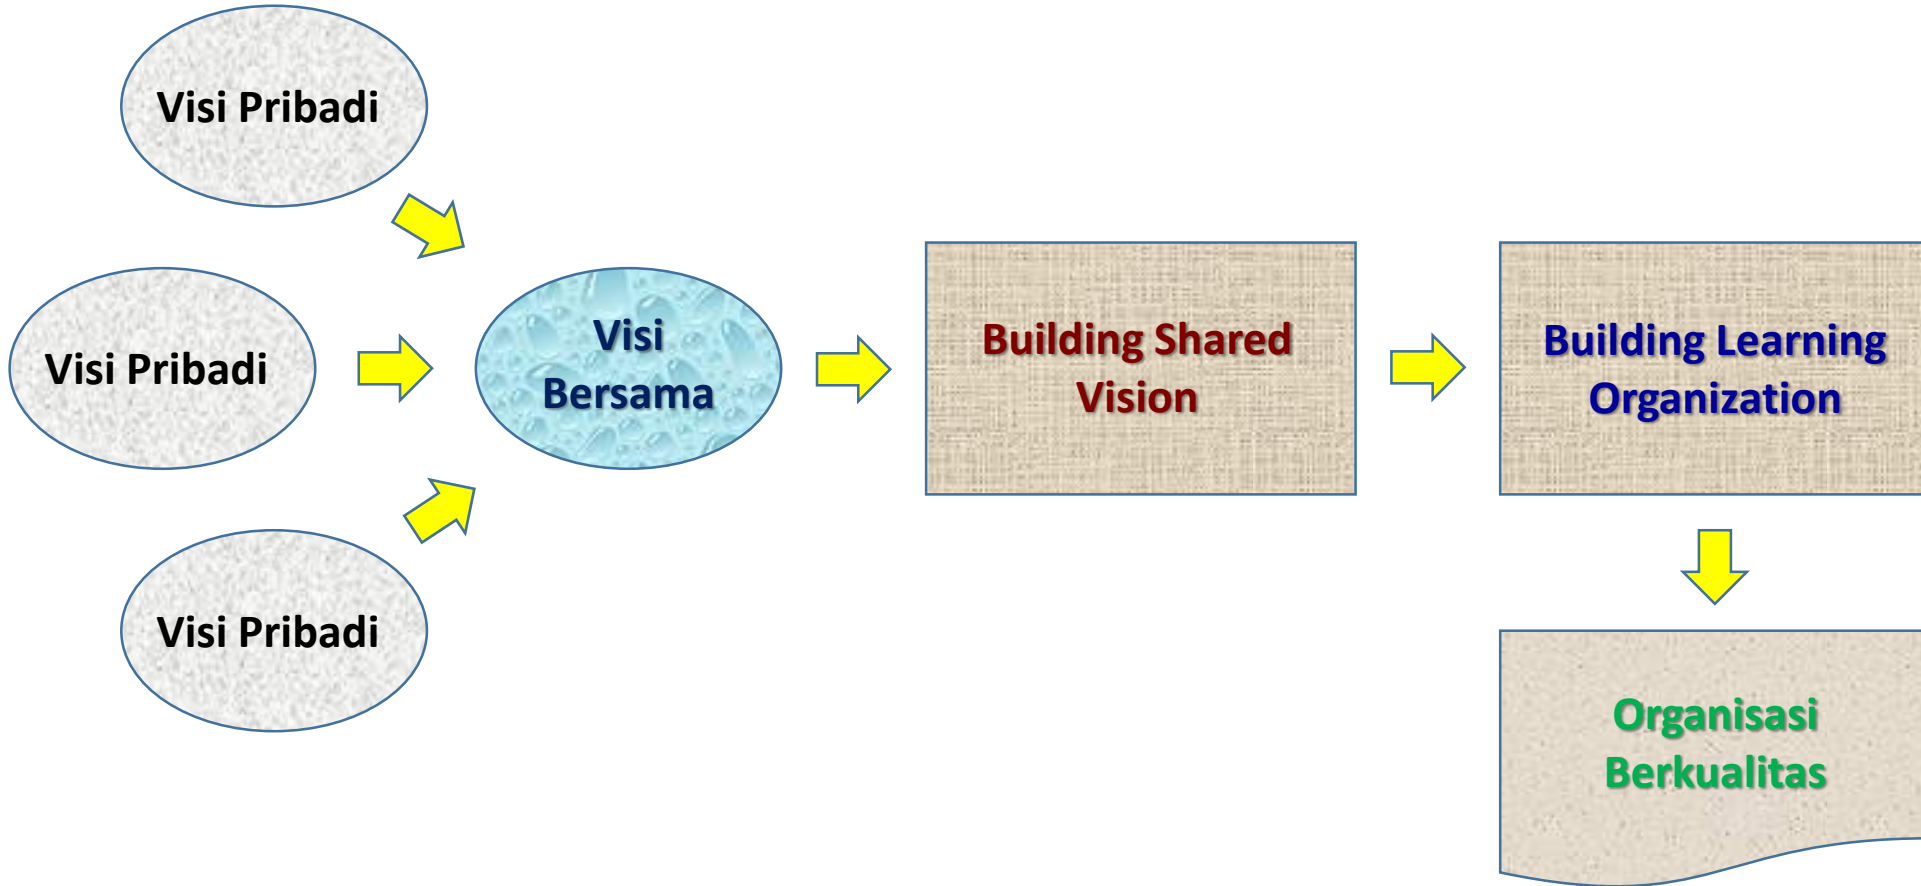 Visi Pribadi
Visi Pribadi
Visi Pribadi
Visi
Bersama
Building Shared
Vision
Building Learning
Organization
Organisasi
Berkualitas